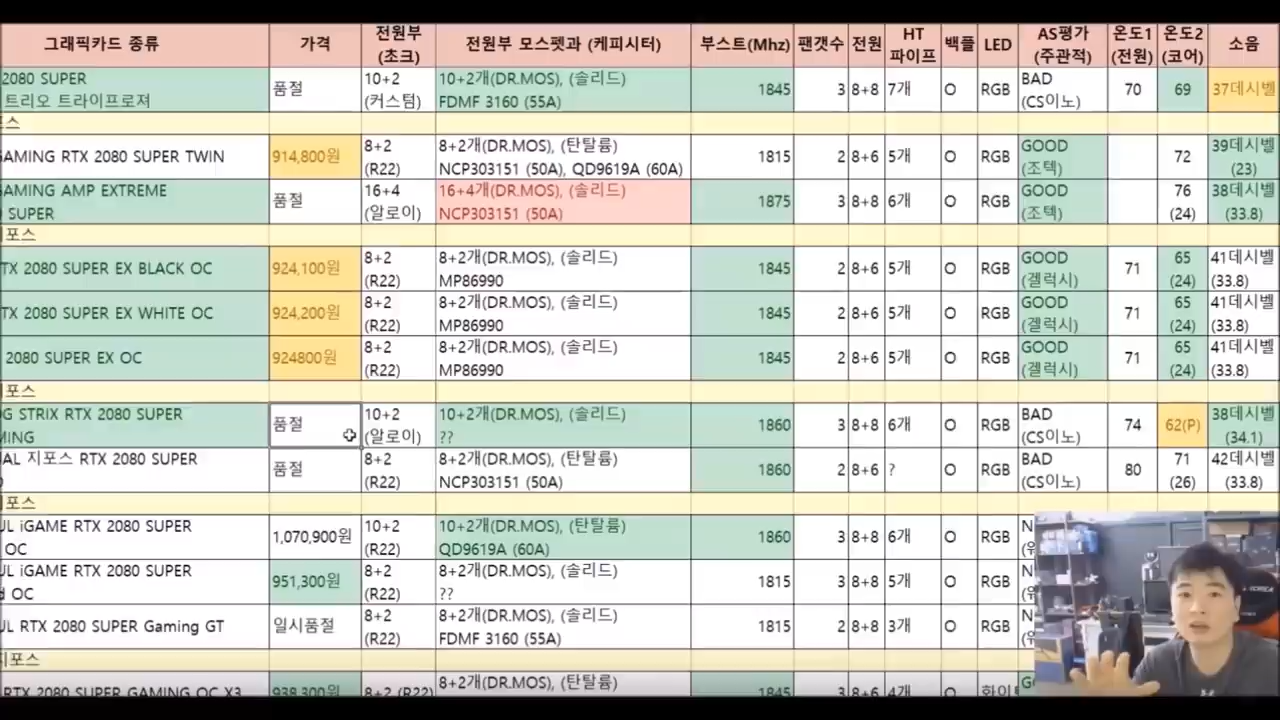 그래픽카드 종류 가격 전원부 (초크) 전원부 모스펫과 (케피시터) 부스트(Mhz) 팬갯수 전원 HT 파이프 백플 LED AS평가 (주관적) 온도1 (전원) 온도2 (코어) 소음
2080 SUPER 품절 10+2 10+2개(DR.MOS), (솔리드) 1845 3 8+8 7개 O RGB BAD 70 69 37데시벨
트리오 트라이프로져 (커스텀) FDMF 3160 (55A) (CS이노)
GAMING RTX 2080 SUPER TWIN 914,800원 8+2 8+2개(DR.MOS), (탄탈륨) 1815 2 8+6 5개 O RGB GOOD 72 39데시벨
(R22) NCP303151 (50A), QD9619A (60A) (조텍) (23)
GAMING AMP EXTREME 품절 16+4 16+4개(DR.MOS), (솔리드) 1875 3 8+8 6개 O RGB GOOD 76 38데시벨
SUPER (알로이) NCP303151 (50A) (조텍) (24) (33.8)
지포스
TX 2080 SUPER EX BLACK OC 924,100원 8+2 8+2개(DR.MOS), (솔리드) 1845 2 8+6 5개 O RGB GOOD 71 65 41데시벨
(R22) MP86990 (갤럭시) (24) (33.8)
TX 2080 SUPER EX WHITE OC 924,200원 8+2 8+2개(DR.MOS), (솔리드) 1845 2 8+6 5개 O RGB GOOD 71 65 41데시벨
(R22) MP86990 (갤럭시) (24) (33.8)
2080 SUPER EX OC 924800원 8+2 8+2개(DR.MOS), (솔리드) 1845 2 8+6 5개 O RGB GOOD 71 65 41데시벨
(R22) MP86990 (갤럭시) (24) (33.8)
지포스
OG STRIX RTX 2080 SUPER 품절 10+2 10+2개(DR.MOS), (솔리드) 1860 3 8+8 6개 O RGB BAD 74 62(P) 38데시벨
MING (알로이) ?? (CS이노) (34.1)
AL 지포스 RTX 2080 SUPER 품절 8+2 8+2개(DR.MOS), (탄탈륨) 1860 2 8+6 ? O RGB BAD 80 71 42데시벨
(R22) NCP303151 (50A) (CS이노) (26) (33.8)
지포스
UL iGAME RTX 2080 SUPER 1,070,900원 10+2 10+2개(DR.MOS), (탄탈륨) 1860 3 8+8 6개 O RGB
OC (R22) QD9619A (60A)
UL iGAME RTX 2080 SUPER 951,300원 8+2 8+2개(DR.MOS), (솔리드) 1815 3 8+8 5개 O RGB
OC (R22) ??
UL RTX 2080 SUPER Gaming GT 일시품절 8+2 8+2개(DR.MOS), (솔리드) 1815 2 8+8 3개 O RGB
(R22) FDMF 3160 (55A)
지포스
RTX 2080 SUPER GAMING OC X3 938,300원 8+2 (R22) 8+2개(DR.MOS), (탄탈륨) 1845 3 8+6 4개 O